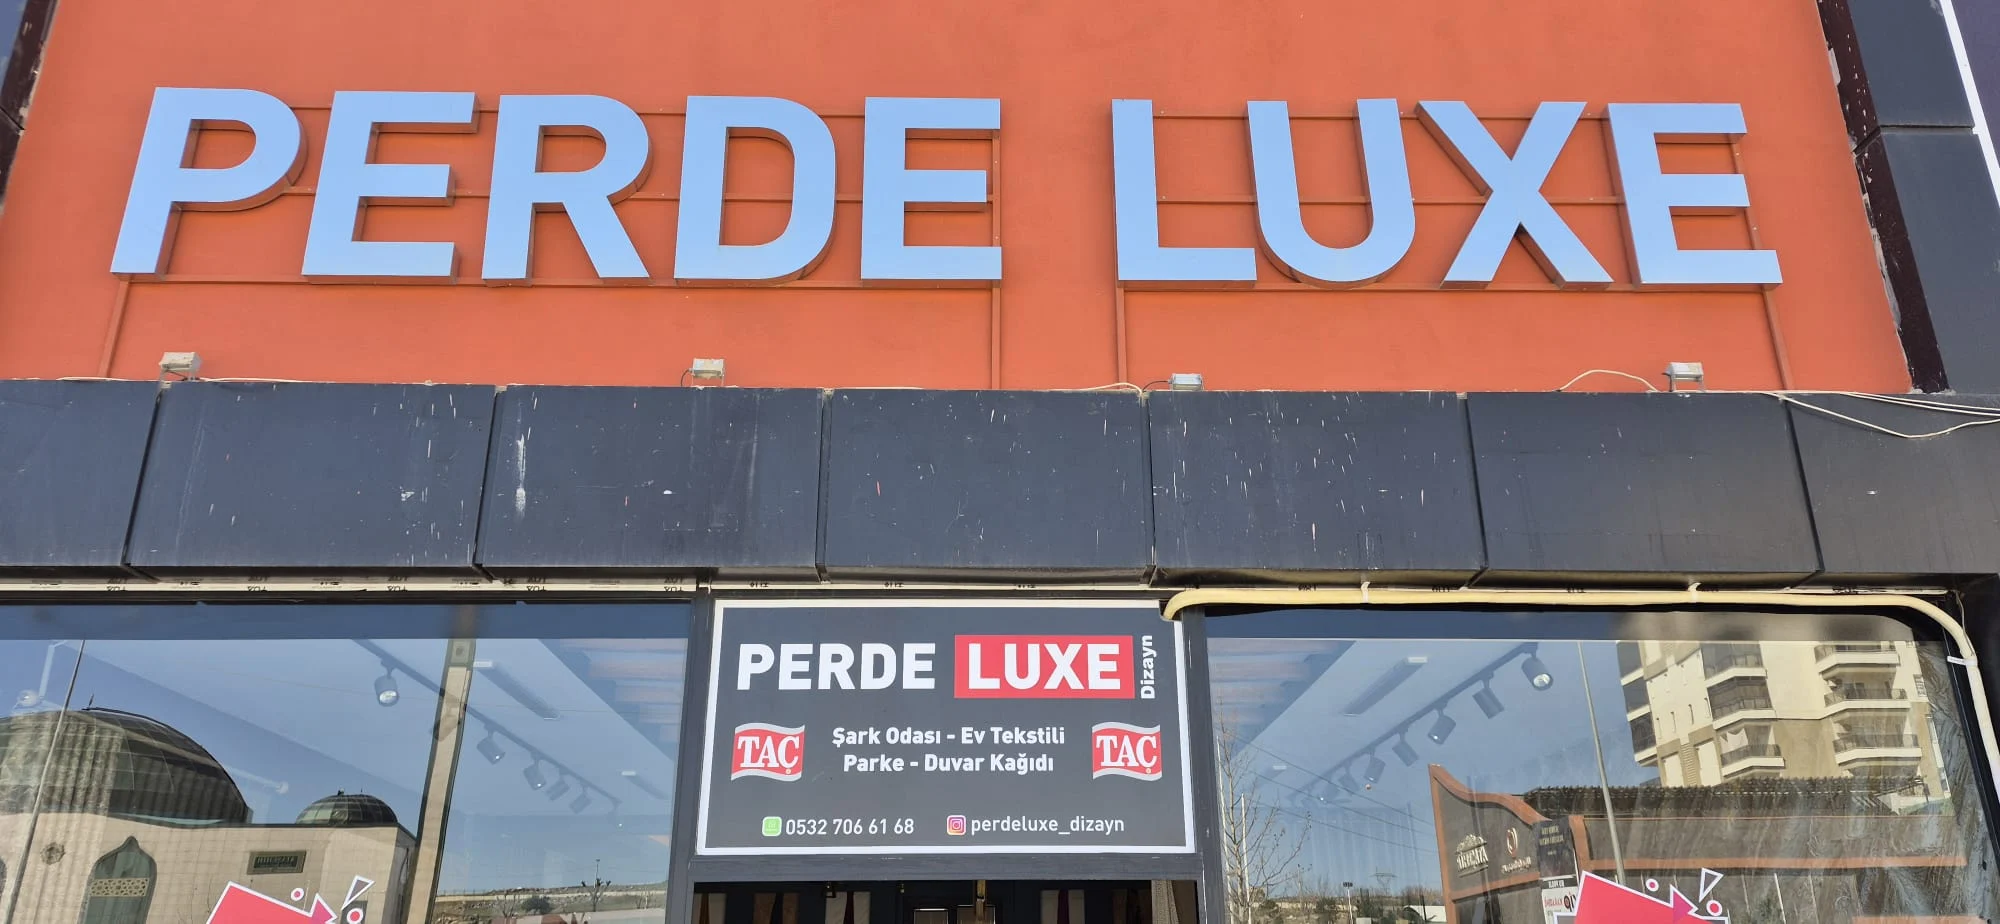 PERDE LUXE
PERDE LUXE Dizayn
TAÇ
Şark Odası - Ev Tekstili
Parke - Duvar Kağıdı
TAÇ
0532 706 61 68
perdeluxe_dizayn